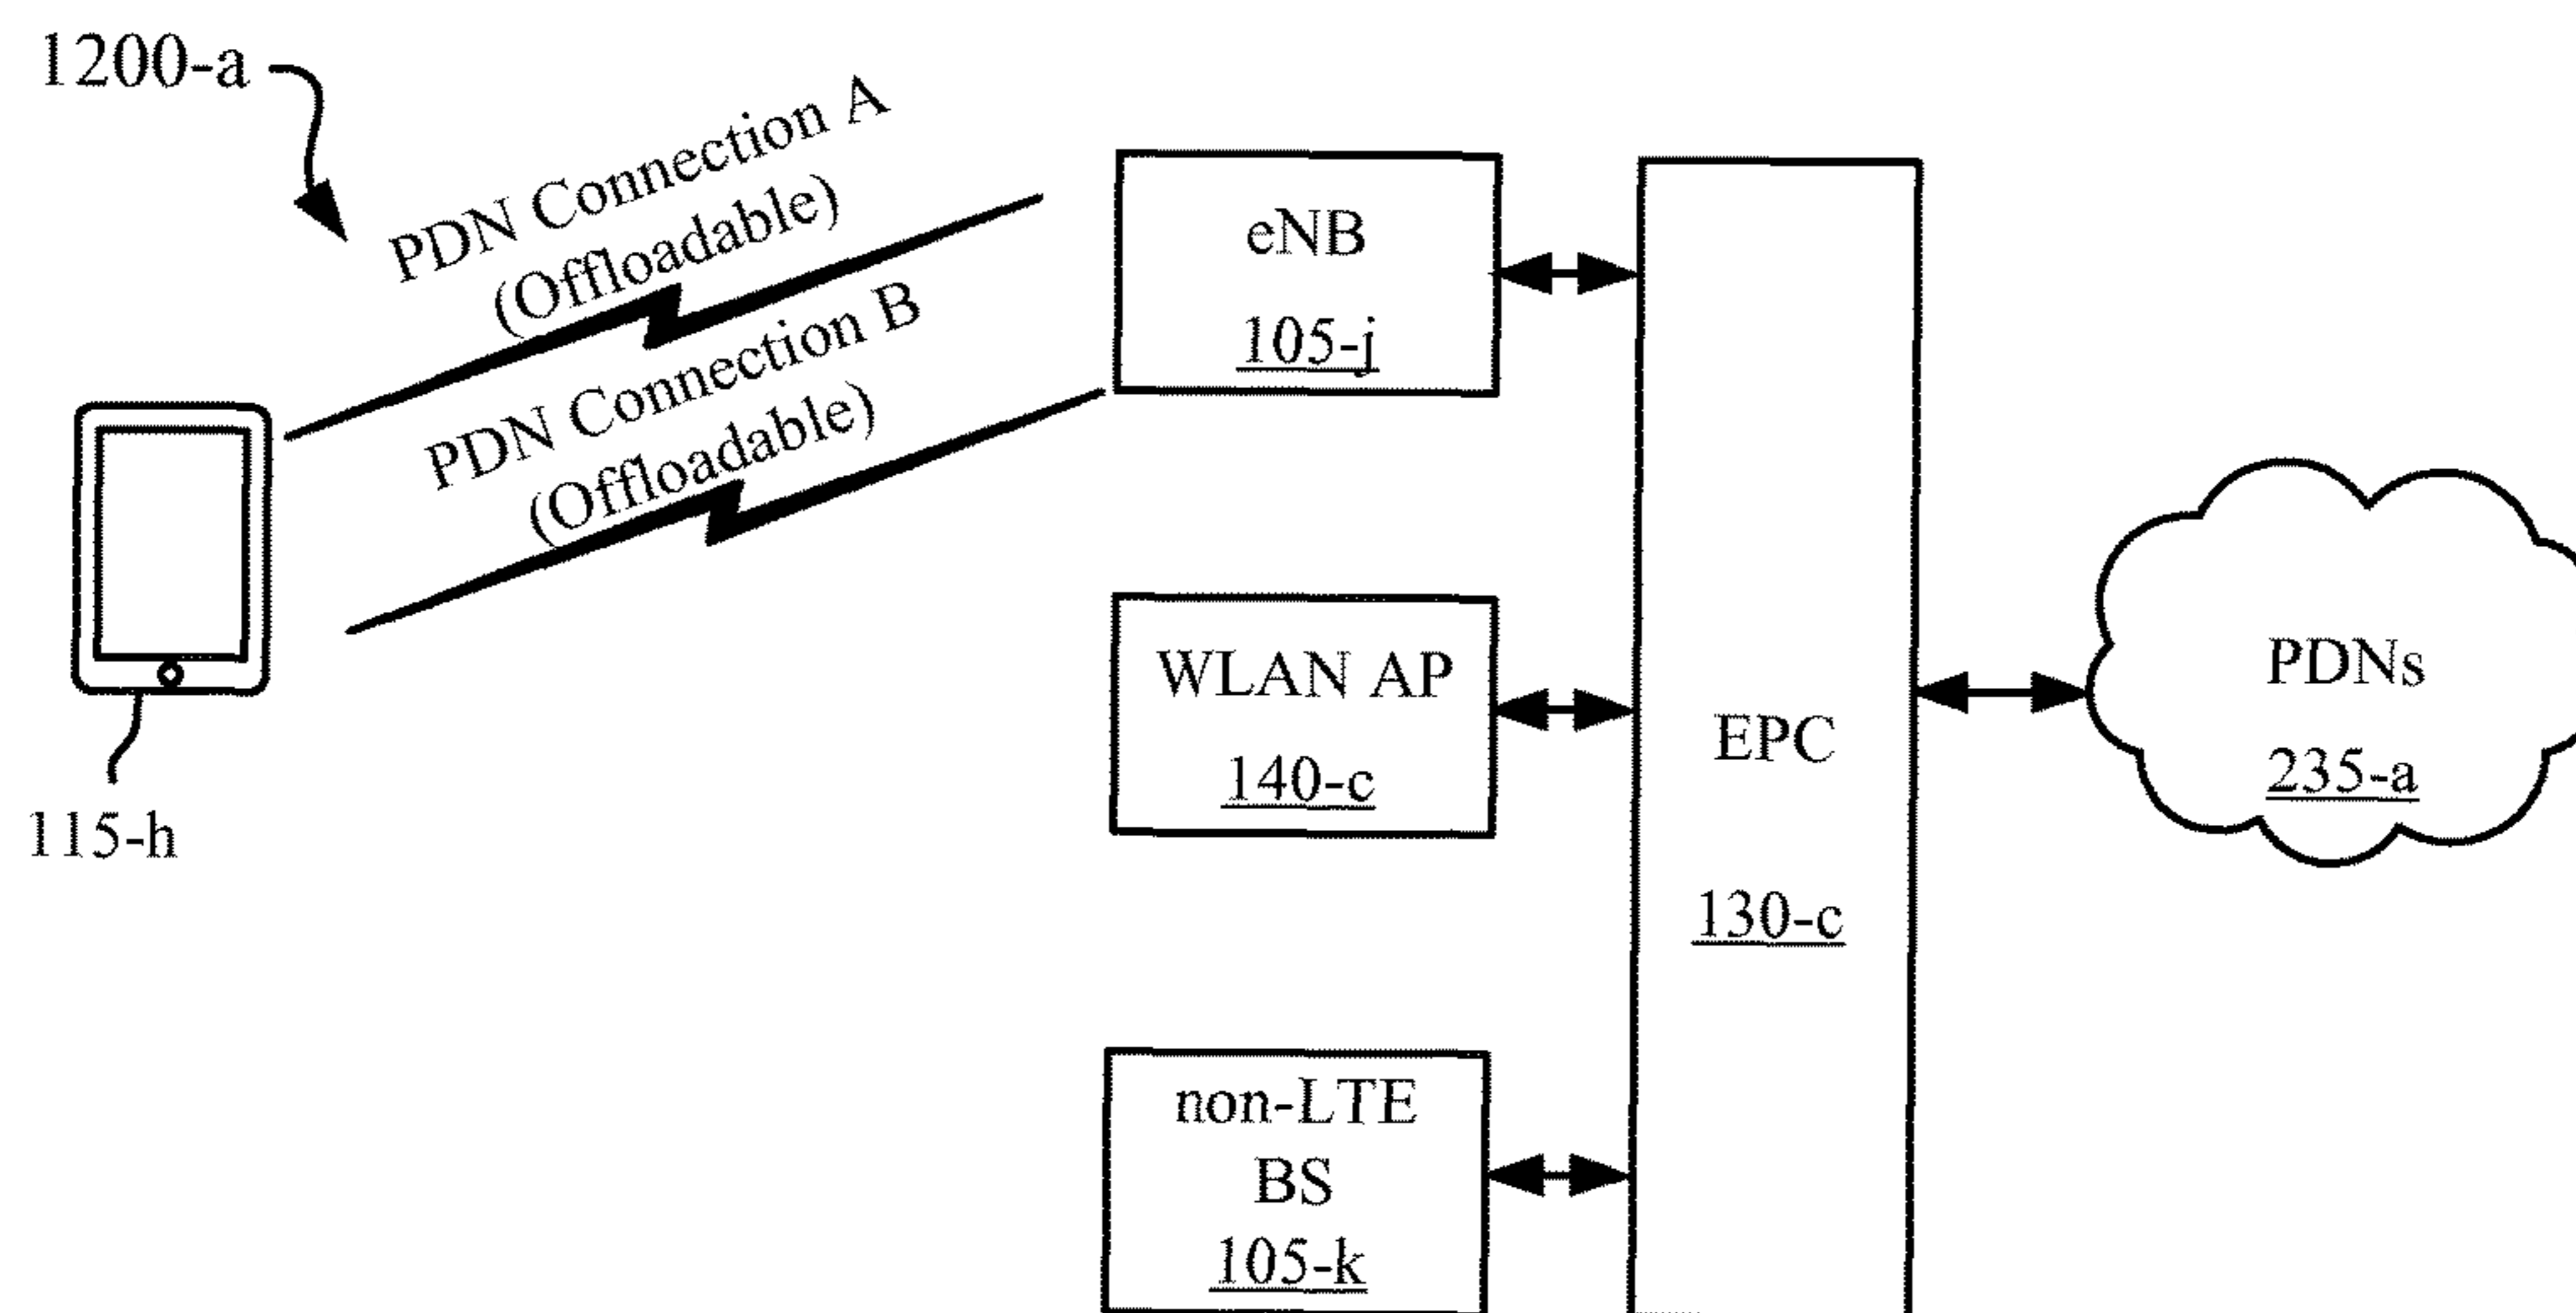 1200-a
PDN Connection A
(Offloadable)
PDN Connection B
(Offloadable)
115-h
eNB
105-j
WLAN AP
140-c
non-LTE
BS
105-k
EPC
130-c
PDNs
235-a